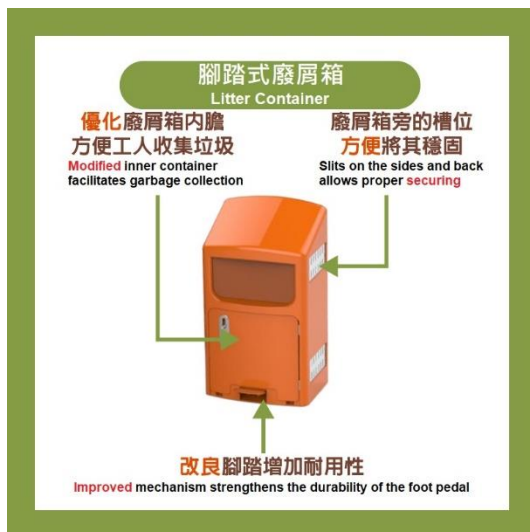 腳踏式廢屑箱
Litter Container
優化廢屑箱內膽
方便工人收集垃圾
Modified inner container
facilitates garbage collection
廢屑箱旁的槽位
方便將其穩固
Slits on the sides and back
allows proper securing
改良腳踏增加耐用性
Improved mechanism strengthens the durability of the foot pedal